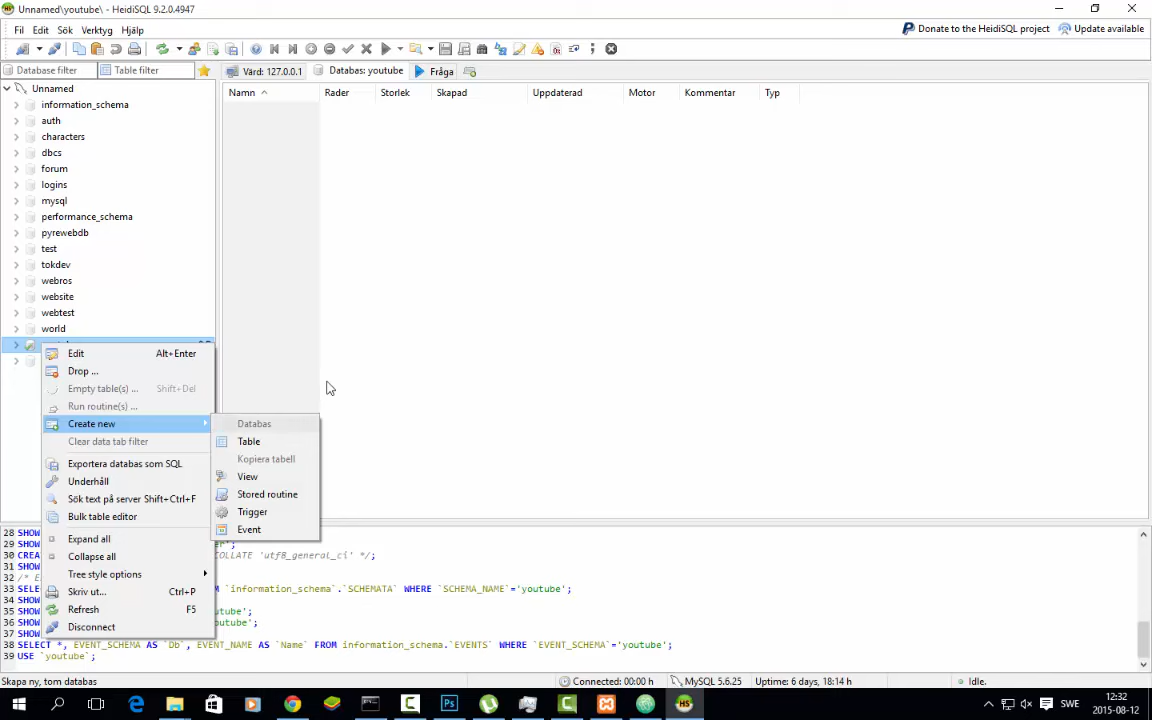 Unnamed\youtube\ - HeidiSQL 9.2.0.4947
Fil Edit Sök Verktyg Hjälp
Donate to the HeidiSQL project Update available
Database filter Table filter
Värd: 127.0.0.1 Databas: youtube Fråga
Unnamed
Namn Rader Storlek Skapad Uppdaterad Motor Kommentar Typ
information_schema
auth
characters
dbcs
forum
logins
mysql
performance_schema
pyrewebdb
test
tokdev
webros
website
webtest
world
Edit Alt+Enter
Drop ...
Empty table(s) ... Shift+Del
Run routine(s) ...
Create new
Clear data tab filter
Exportera databas som SQL
Underhåll
Sök text på server Shift+Ctrl+F
Bulk table editor
Expand all
Collapse all
Tree style options
Skriv ut... Ctrl+P
Refresh F5
Disconnect
Databas
Table
Kopiera tabell
View
Stored routine
Trigger
Event
28 SHOW
29 SHOW
30 CREA COLLATE 'utf8_general_ci' */;
31 SHOW
32 /* E
33 SELE `information_schema`.`SCHEMATA` WHERE `SCHEMA_NAME`='youtube';
34 SHOW
35 SHOW utube';
36 SHOW utube';
37 SHOW
38 SELECT *, EVENT_SCHEMA AS `Db`, EVENT_NAME AS `Name` FROM information_schema.`EVENTS` WHERE `EVENT_SCHEMA`='youtube';
39 USE `youtube`;
Skapa ny, tom databas Connected: 00:00 h MySQL 5.6.25 Uptime: 6 days, 18:14 h Idle.
SWE
12:32
2015-08-12